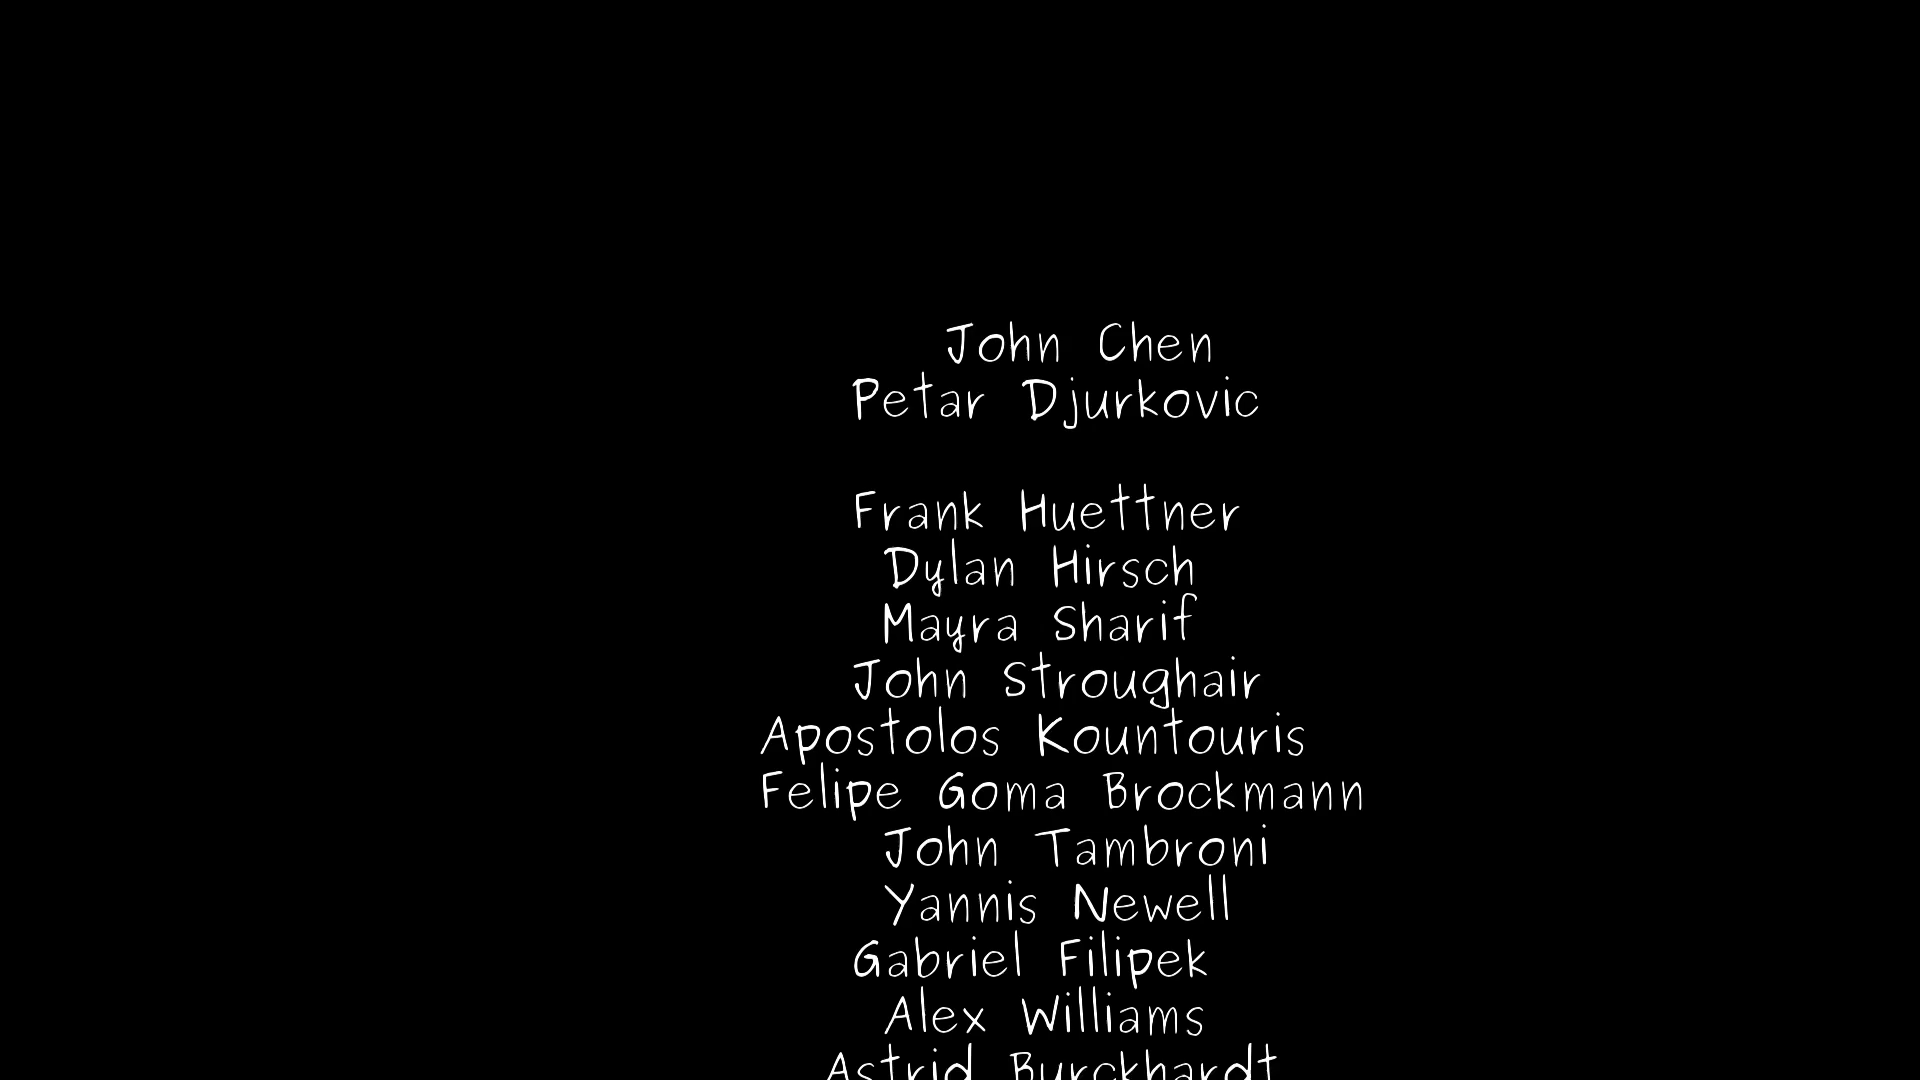 John Chen
Petar Djurkovic
Frank Huettner
Dylan Hirsch
Mayra Sharif
John Stroughair
Apostolos Kountouris
Felipe Goma Brockmann
John Tambroni
Yannis Newell
Gabriel Filipek
Alex Williams
Astrid Burckhardt